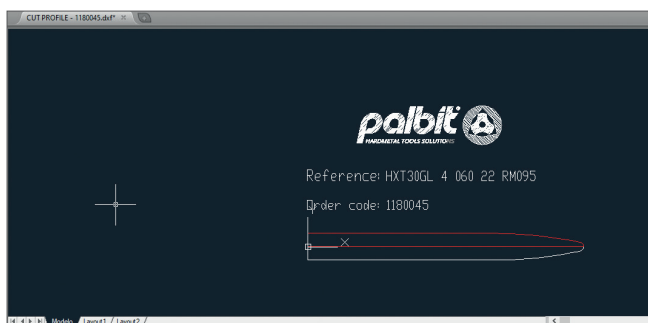 CUT PROFILE - 1180045.dxf*
palbit
HARDMETAL TOOLS SOLUTIONS
Reference: HXT30GL 4 060 22 RM095
Order code: 1180045
X
Modelo / Layout1 / Layout2 /